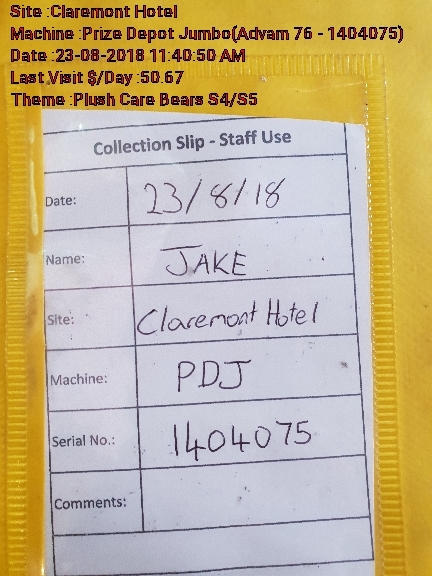 Site :Claremont Hotel
Machine :Prize Depot Jumbo(Advam 76 - 1404075)
Date :23-08-2018 11:40:50 AM
Last Visit $/Day :50.67
Theme :Plush Care Bears S4/S5
Collection Slip - Staff Use
Date: 23/8/18
Name: JAKE
Site: Claremont Hotel
Machine: PDJ
Serial No.: 1404075
Comments: